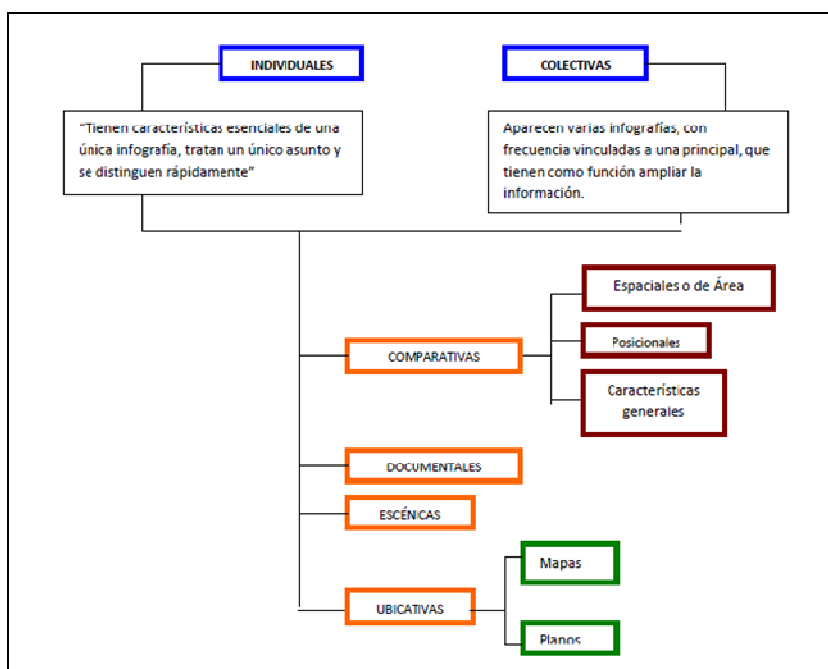 INDIVIDUALES
COLECTIVAS
“Tienen características esenciales de una
única infografía, tratan un único asunto y
se distinguen rápidamente”
Aparecen varias infografías, con
frecuencia vinculadas a una principal, que
tienen como función ampliar la
información.
Espaciales o de Área
COMPARATIVAS
Posicionales
Características
generales
DOCUMENTALES
ESCÉNICAS
Mapas
UBICATIVAS
Planos